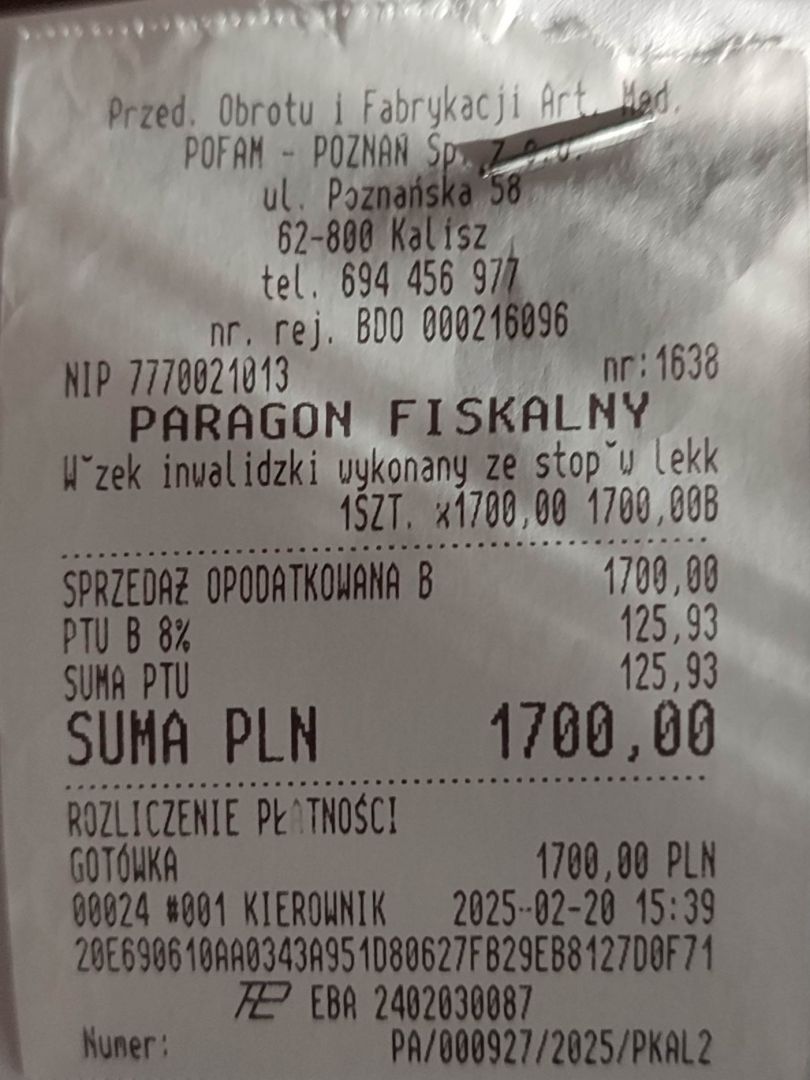 Przed. Obrotu i Fabrykacji Art. Med.
POFAM - POZNAŃ Sp. z o.o.
ul. Poznańska 58
62-800 Kalisz
tel. 694 456 977
nr. rej. BDO 000216096
NIP 7770021013 nr:1638
PARAGON FISKALNY
W˘zek inwalidzki wykonany ze stop˘w lekk
1SZT. x1700,00 1700,00B
SPRZEDAŻ OPODATKOWANA B 1700,00
PTU B 8% 125,93
SUMA PTU 125,93
SUMA PLN 1700,00
ROZLICZENIE PŁATNOŚCI
GOTÓWKA 1700,00 PLN
00024 #001 KIEROWNIK 2025-02-20 15:39
20E690610AA0343A951D80627FB29EB8127D0F71
EBA 2402030087
Numer: PA/000927/2025/PKAL2